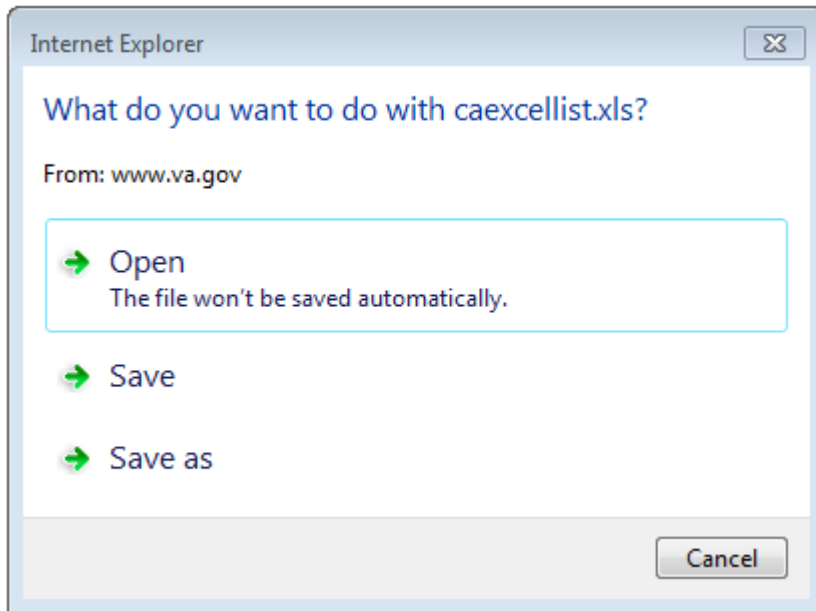 Internet Explorer
What do you want to do with caexcellist.xls?
From: www.va.gov
Open
The file won't be saved automatically.
Save
Save as
Cancel